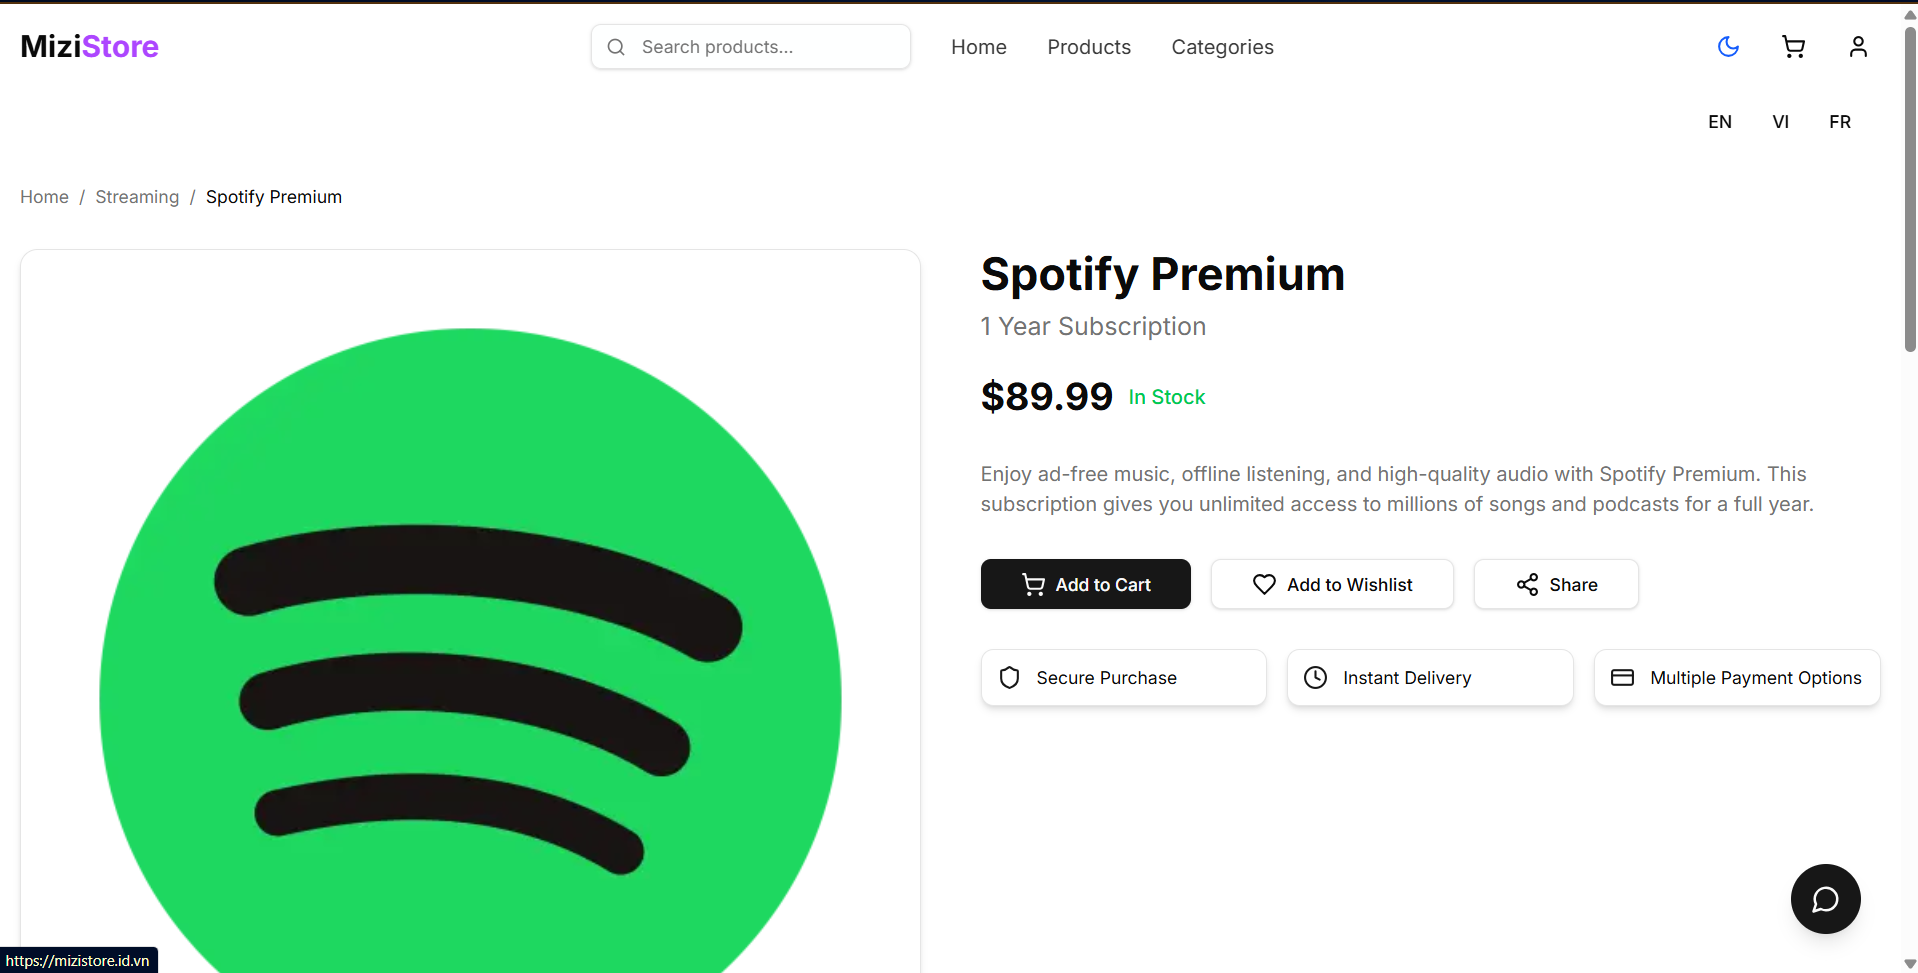 MiziStore
Search products...
Home
Products
Categories
EN
VI
FR
Home / Streaming / Spotify Premium
Spotify Premium
1 Year Subscription
$89.99 In Stock
Enjoy ad-free music, offline listening, and high-quality audio with Spotify Premium. This
subscription gives you unlimited access to millions of songs and podcasts for a full year.
Add to Cart
Add to Wishlist
Share
Secure Purchase
Instant Delivery
Multiple Payment Options
https://mizistore.id.vn